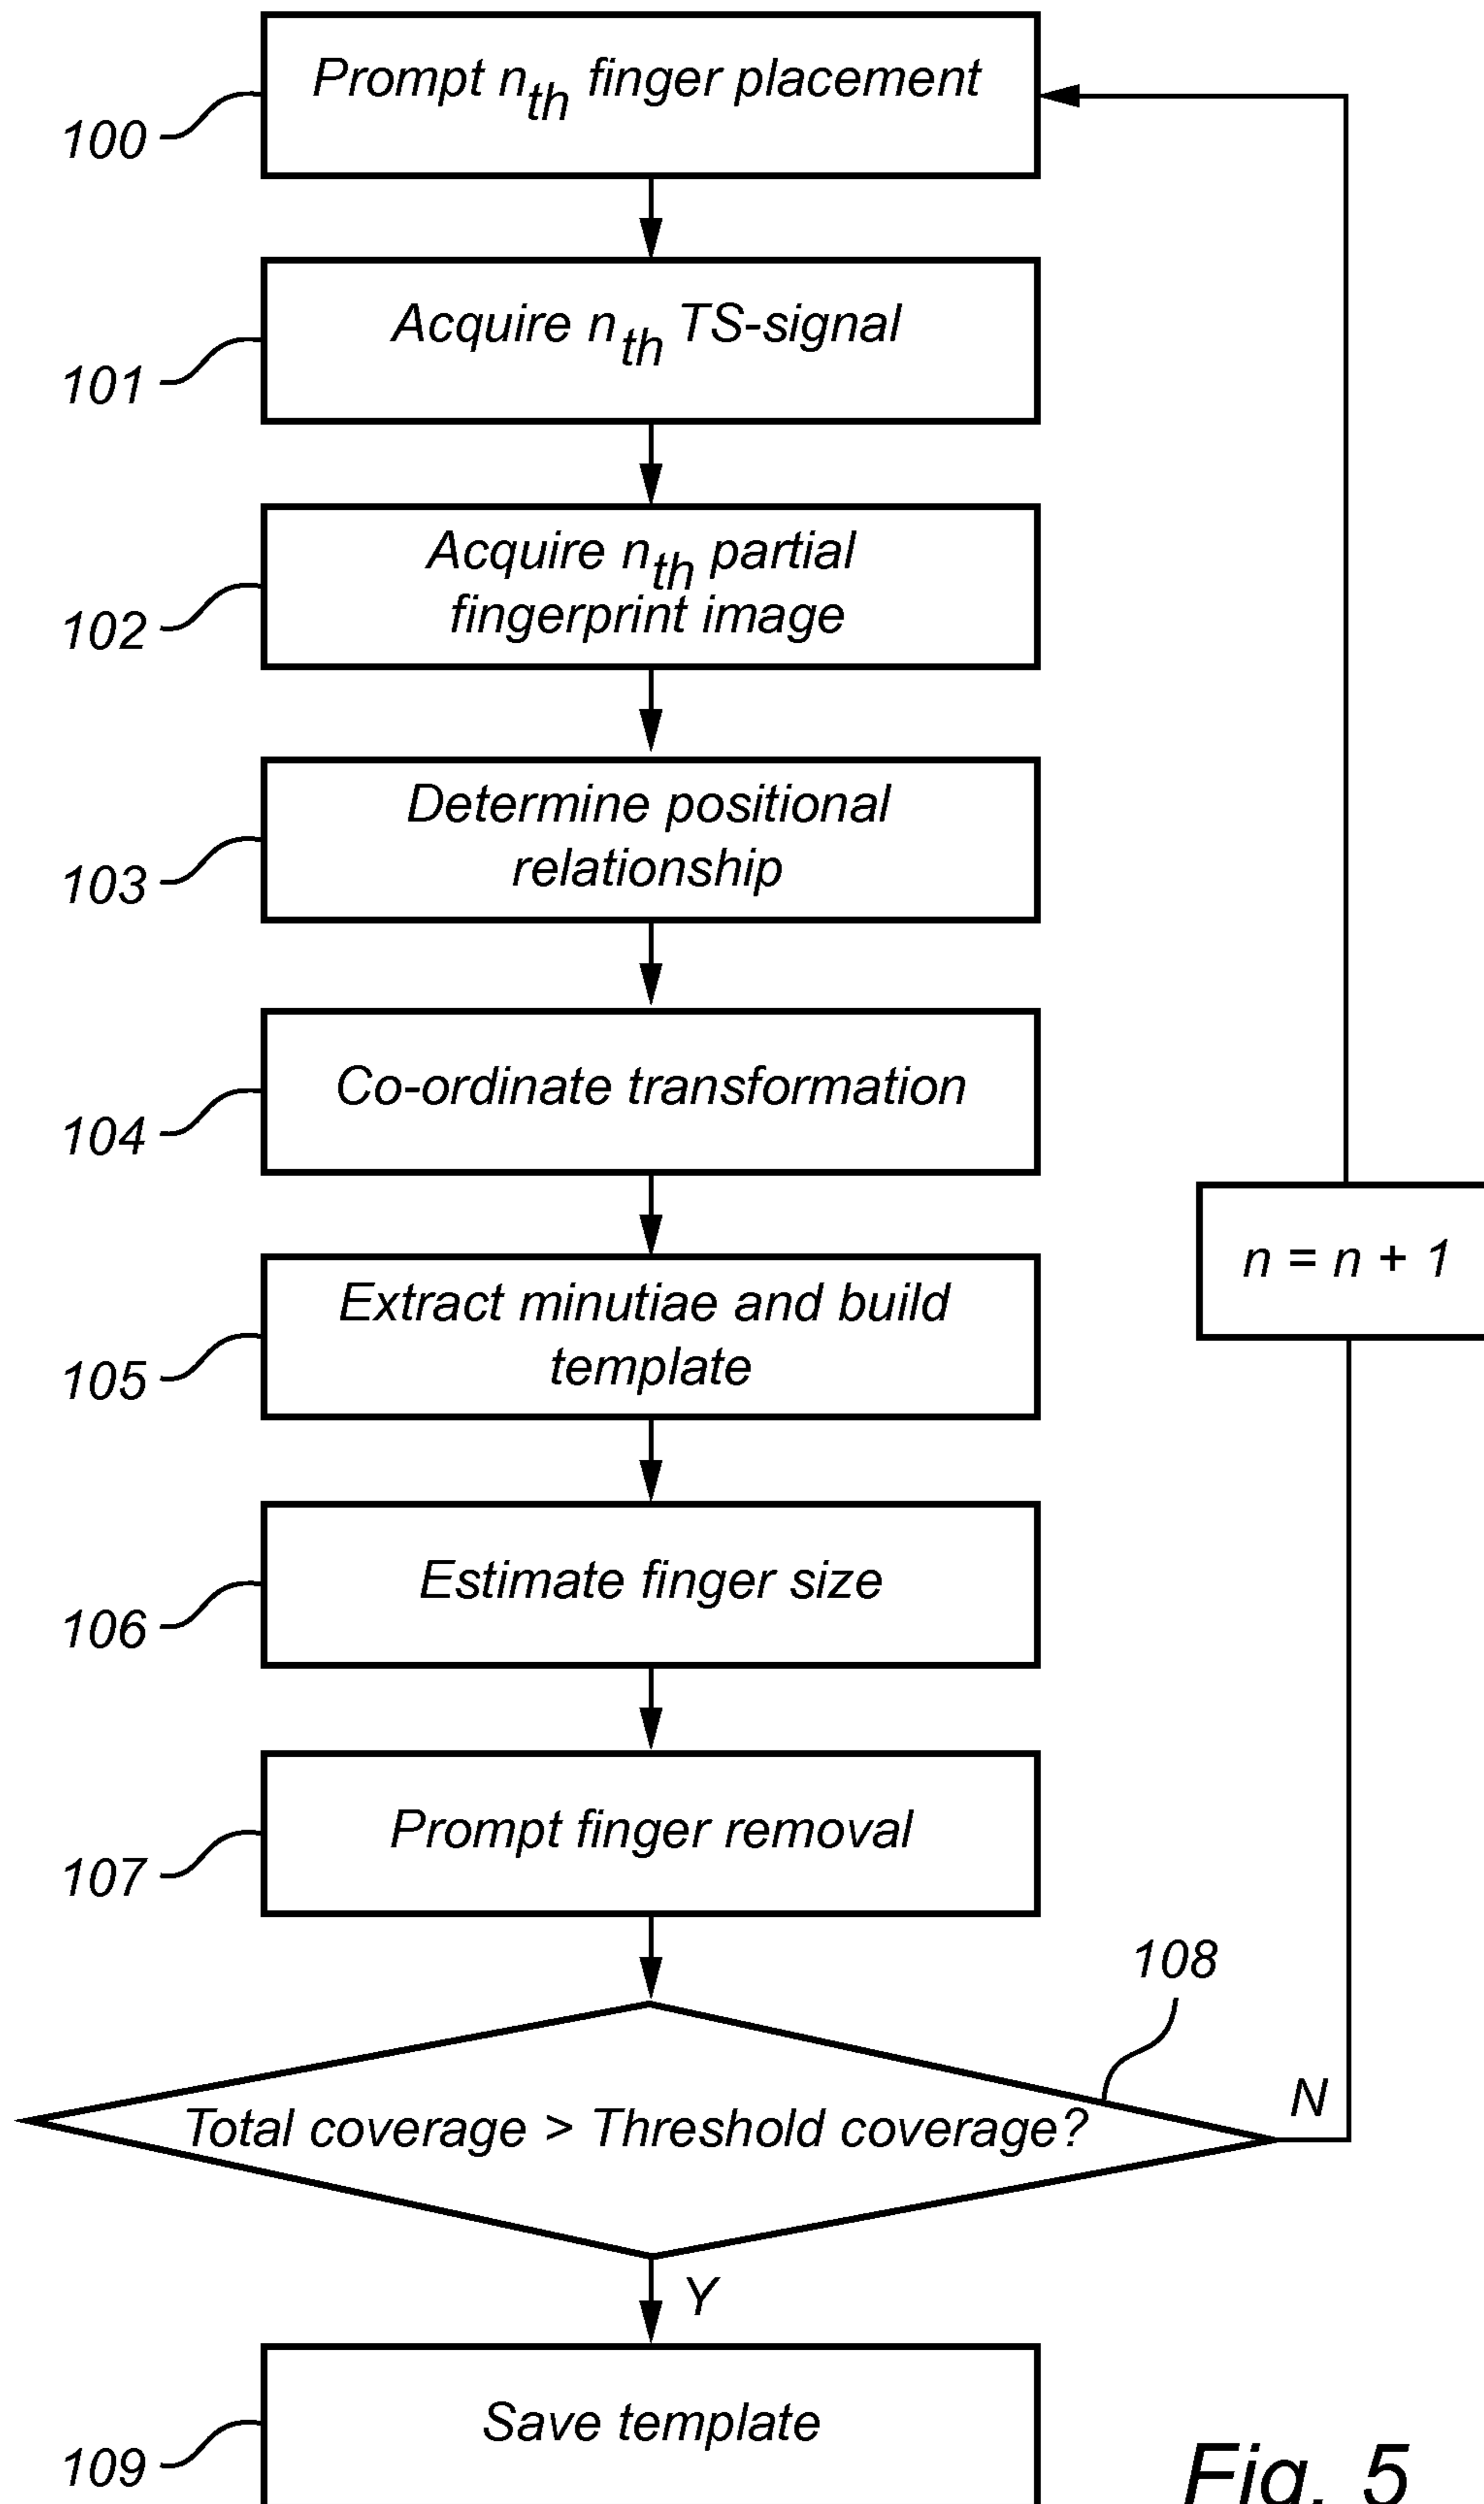 Prompt nth finger placement
100
Acquire nth TS-signal
101
Acquire nth partial
fingerprint image
102
Determine positional
relationship
103
Co-ordinate transformation
104
n = n + 1
Extract minutiae and build
template
105
Estimate finger size
106
Prompt finger removal
107
108
Total coverage > Threshold coverage?
N
Y
Save template
109
Fig. 5